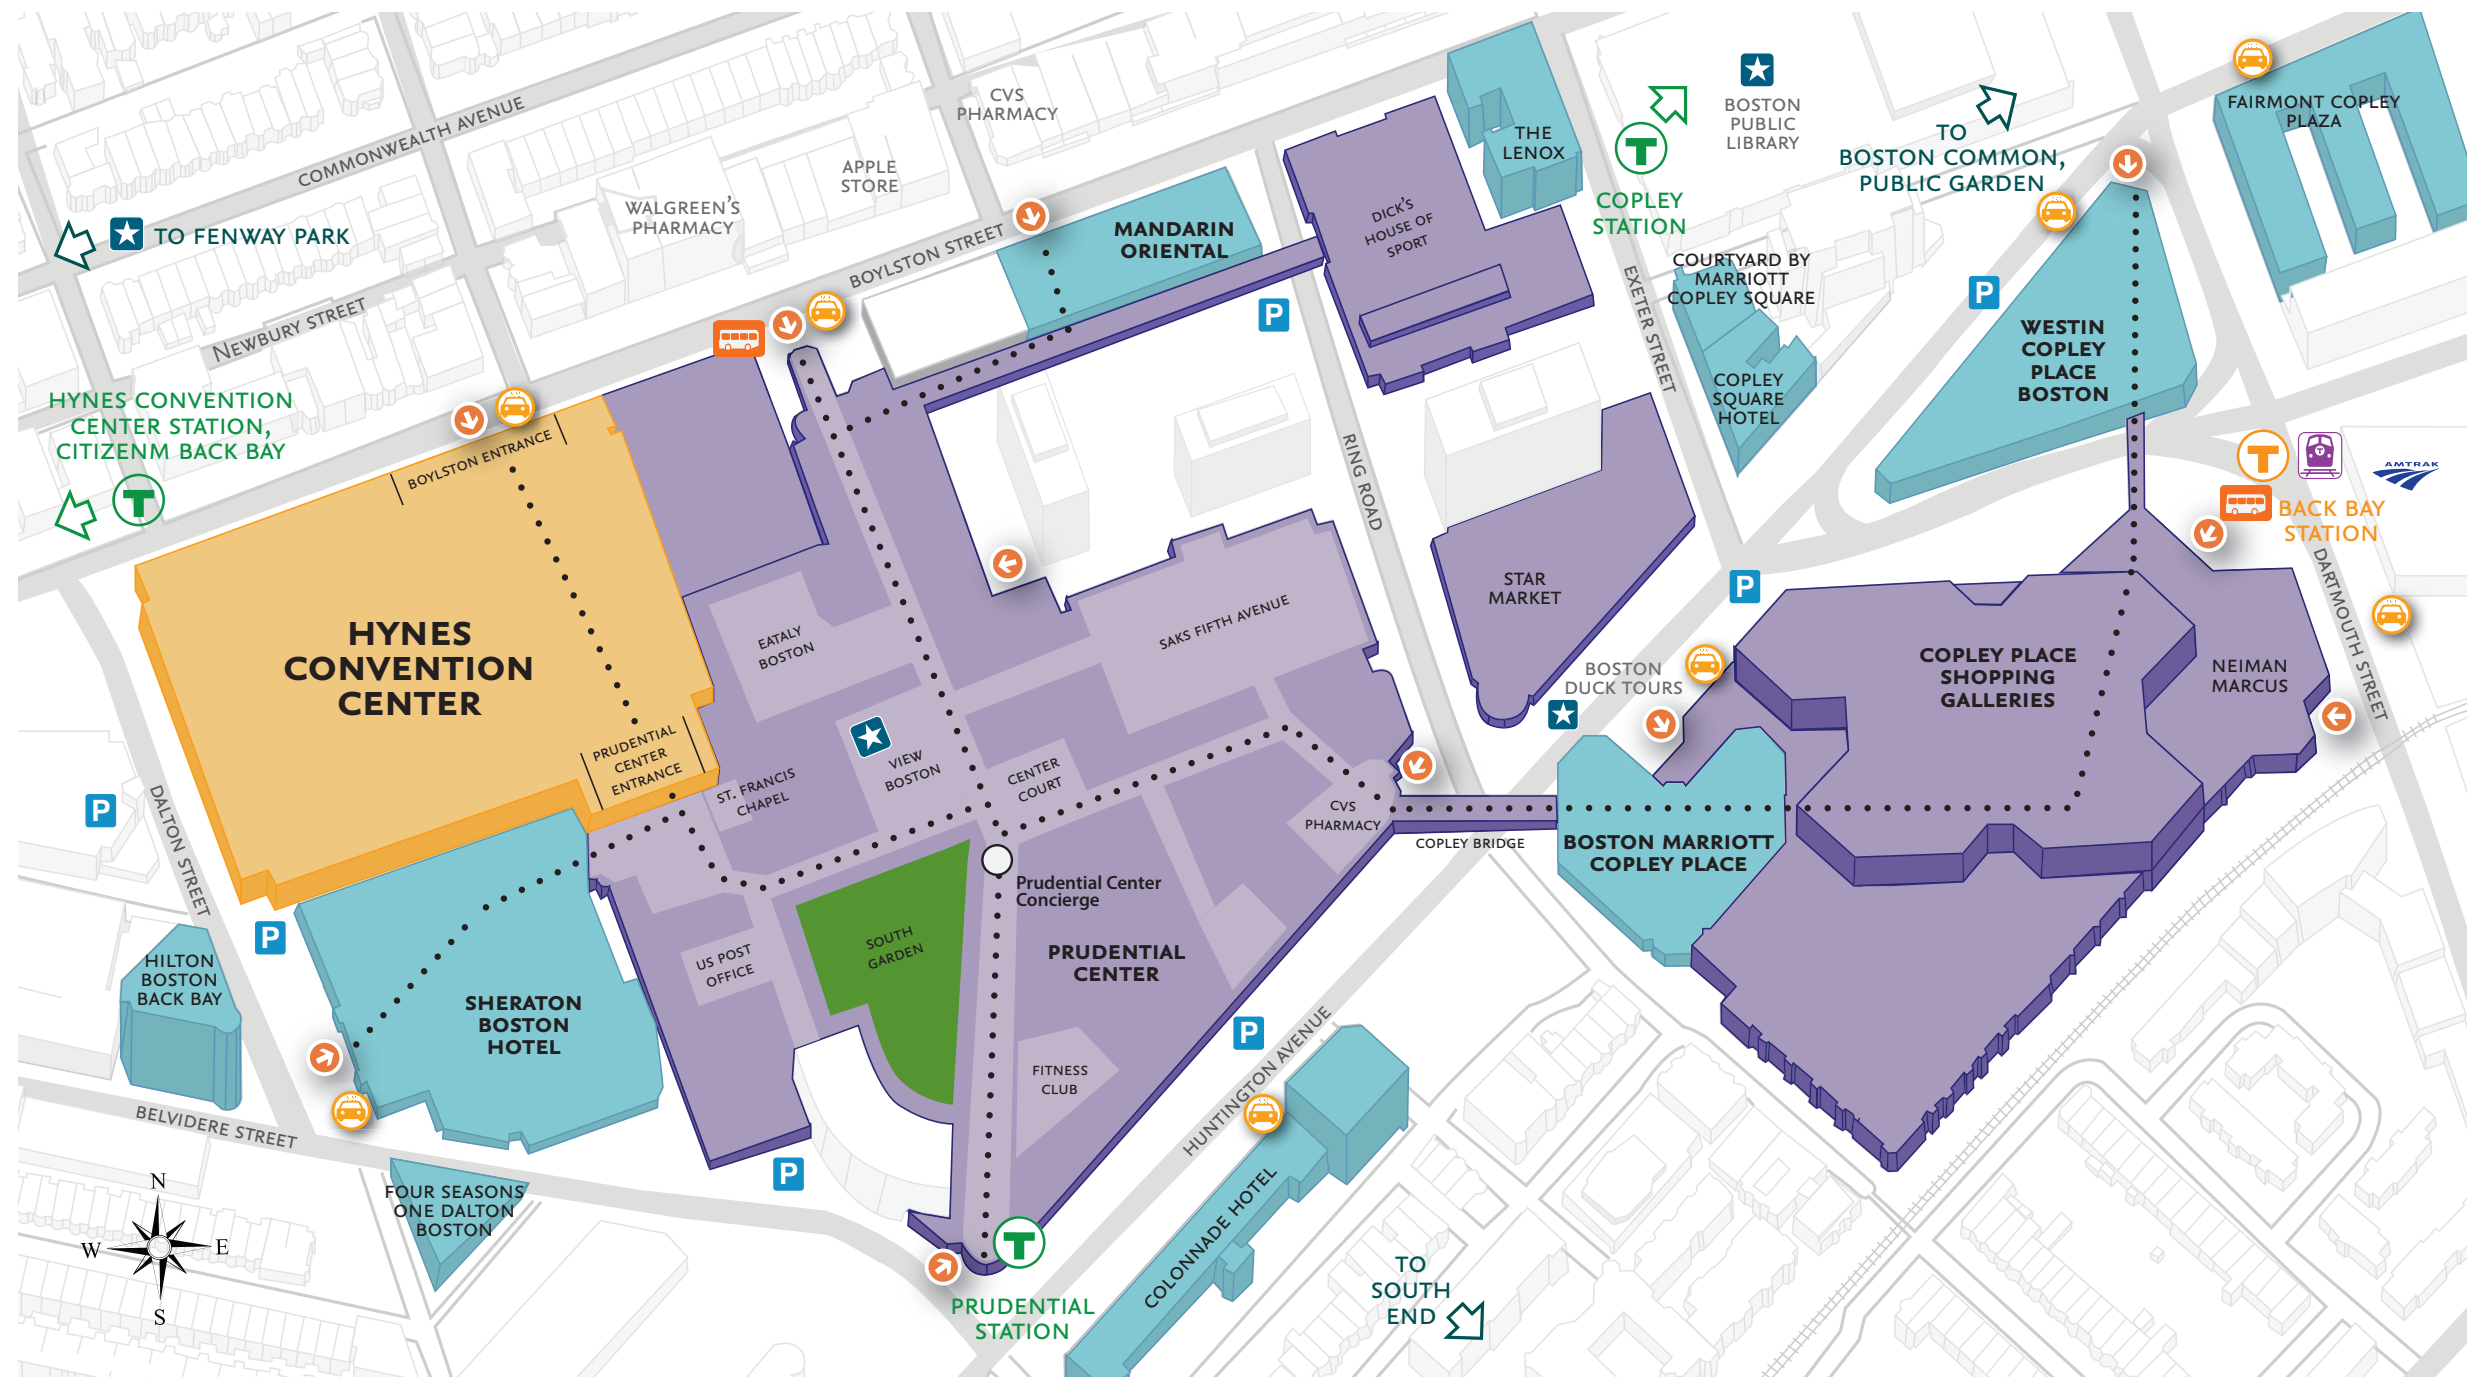 COMMONWEALTH AVENUE
CVS
PHARMACY
APPLE
STORE
WALGREEN'S
PHARMACY
TO FENWAY PARK
NEWBURY STREET
BOYLSTON STREET
MANDARIN
ORIENTAL
DICK'S
HOUSE OF
SPORT
THE
LENOX
T
COPLEY
STATION
BOSTON
PUBLIC
LIBRARY
TO
BOSTON COMMON,
PUBLIC GARDEN
FAIRMONT COPLEY
PLAZA
COURTYARD BY
MARRIOTT
COPLEY SQUARE
COPLEY
SQUARE
HOTEL
EXETER STREET
P
P
WESTIN
COPLEY
PLACE
BOSTON
HYNES CONVENTION
CENTER STATION,
CITIZENM BACK BAY
T
BOYLSTON ENTRANCE
HYNES
CONVENTION
CENTER
PRUDENTIAL
CENTER
ENTRANCE
RING ROAD
T
T
AMTRAK
BACK BAY
STATION
DARTMOUTH STREET
EATALY
BOSTON
SAKS FIFTH AVENUE
STAR
MARKET
P
BOSTON
DUCK TOURS
COPLEY PLACE
SHOPPING
GALLERIES
NEIMAN
MARCUS
VIEW
BOSTON
ST. FRANCIS
CHAPEL
CENTER
COURT
CVS
PHARMACY
COPLEY BRIDGE
BOSTON MARRIOTT
COPLEY PLACE
P
DALTON STREET
P
Prudential Center
Concierge
PRUDENTIAL
CENTER
SOUTH
GARDEN
US POST
OFFICE
HILTON
BOSTON
BACK BAY
SHERATON
BOSTON
HOTEL
FITNESS
CLUB
P
HUNTINGTON AVENUE
BELVIDERE STREET
P
FOUR SEASONS
ONE DALTON
BOSTON
N
W
E
S
T
PRUDENTIAL
STATION
COLONNADE HOTEL
TO
SOUTH
END